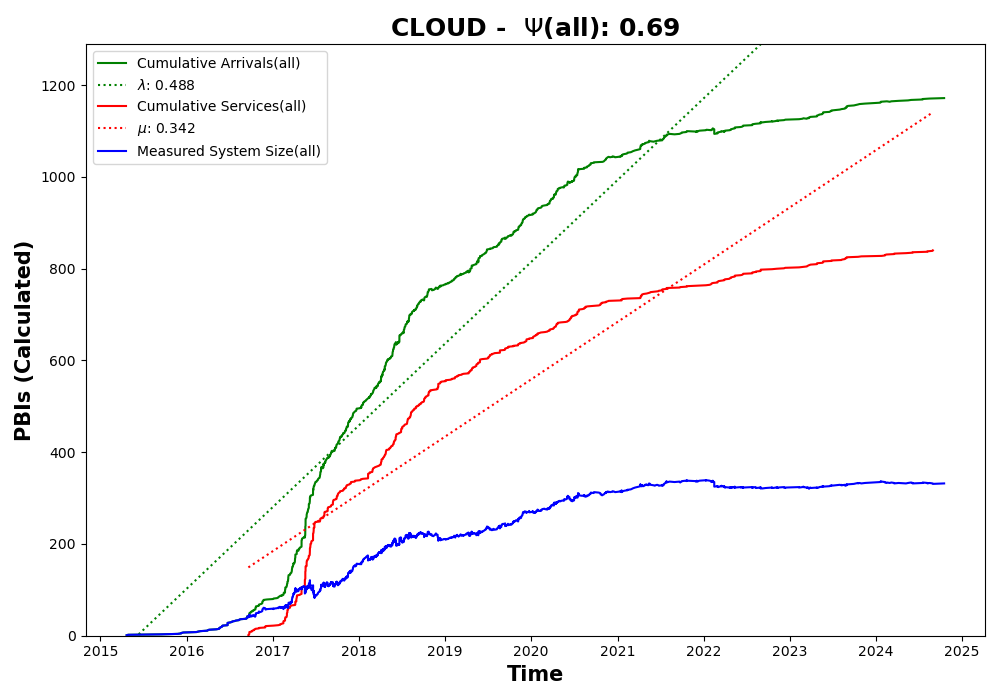 CLOUD - Ψ(all): 0.69
Cumulative Arrivals(all)
λ: 0.488
Cumulative Services(all)
μ: 0.342
Measured System Size(all)
PBIs (Calculated)
1200
1000
800
600
400
200
0
2015 2016 2017 2018 2019 2020 2021 2022 2023 2024 2025
Time